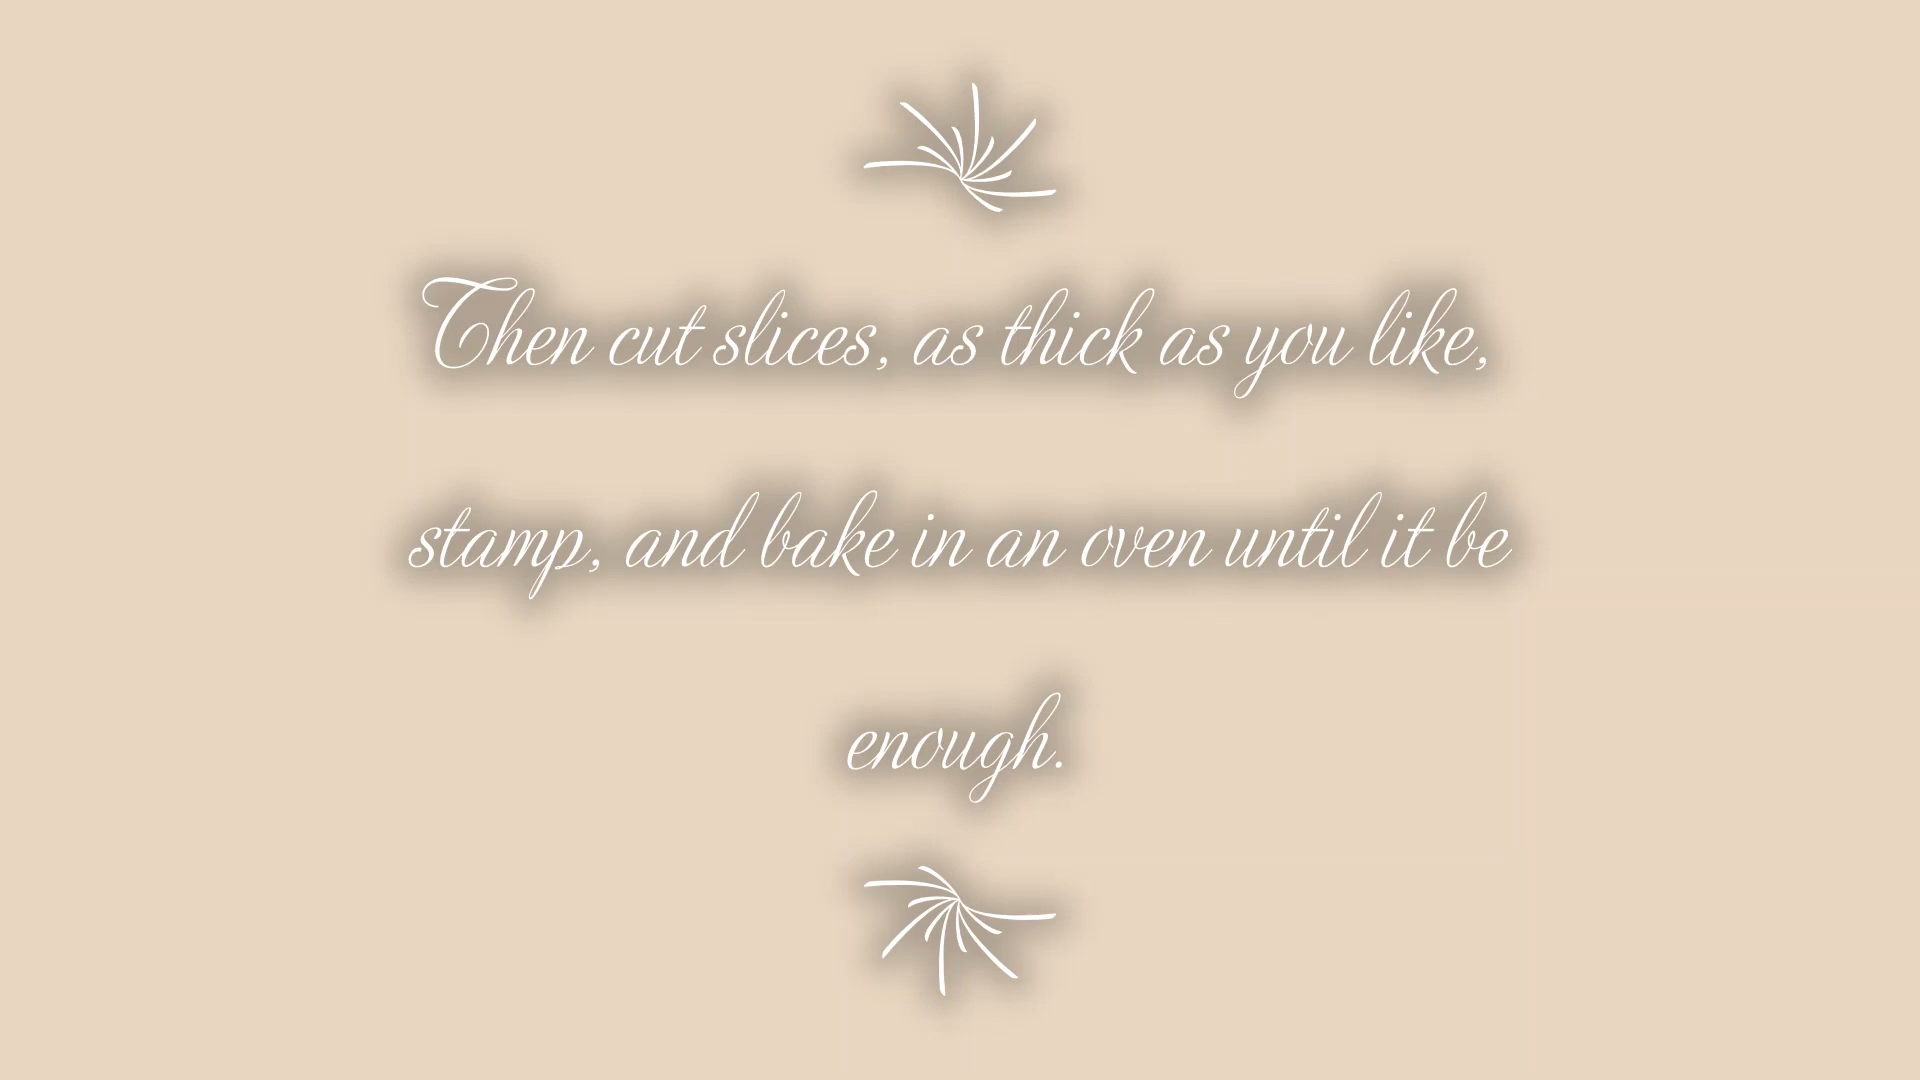 Then cut slices, as thick as you like,
stamp, and bake in an oven until it be
enough.